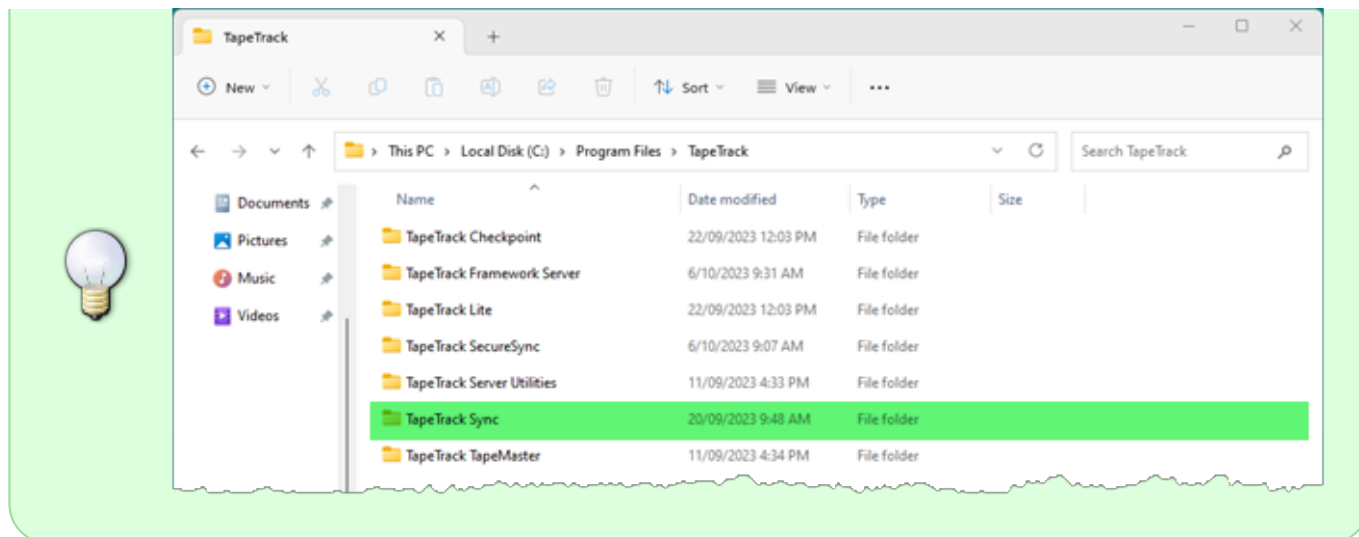 TapeTrack
New Sort View
This PC > Local Disk (C:) > Program Files > TapeTrack Search TapeTrack
Documents Name Date modified Type Size
Pictures TapeTrack Checkpoint 22/09/2023 12:03 PM File folder
Music TapeTrack Framework Server 6/10/2023 9:31 AM File folder
Videos TapeTrack Lite 22/09/2023 12:03 PM File folder
TapeTrack SecureSync 6/10/2023 9:07 AM File folder
TapeTrack Server Utilities 11/09/2023 4:33 PM File folder
TapeTrack Sync 20/09/2023 9:48 AM File folder
TapeTrack TapeMaster 11/09/2023 4:34 PM File folder